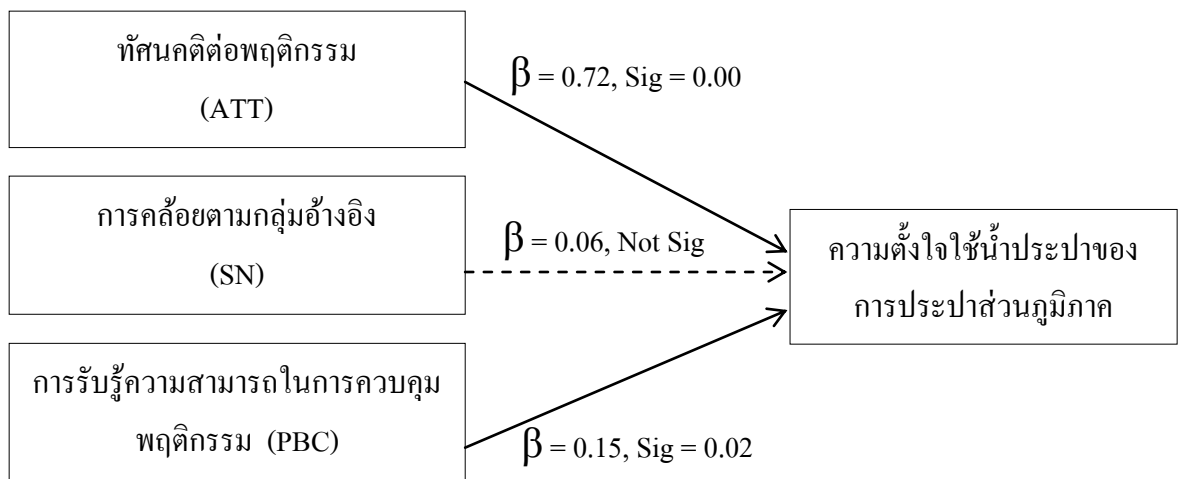 ทัศนคติต่อพฤติกรรม
(ATT)
β = 0.72, Sig = 0.00
การคล้อยตามกลุ่มอ้างอิง
(SN)
β = 0.06, Not Sig
ความตั้งใจใช้น้ำประปาของ
การประปาส่วนภูมิภาค
การรับรู้ความสามารถในการควบคุม
พฤติกรรม (PBC)
β = 0.15, Sig = 0.02